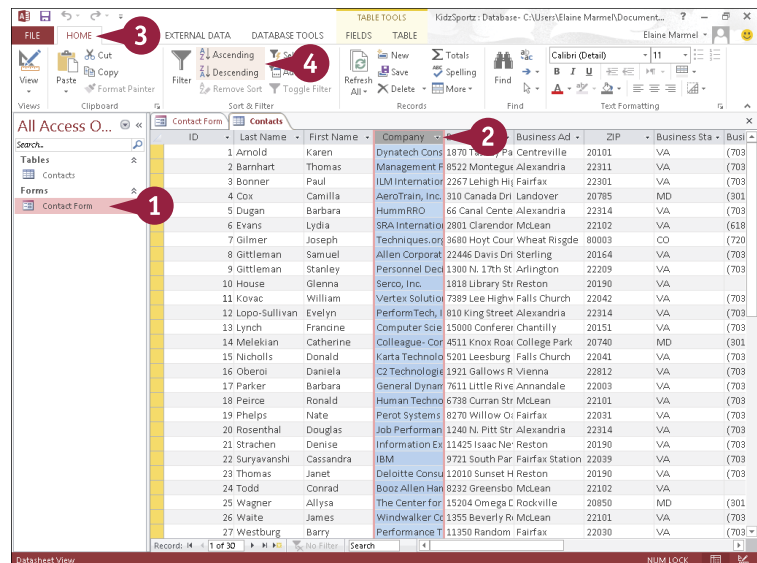 TABLE TOOLS KidzSportz : Database- C:\Users\Elaine Marmel\Document...
FILE HOME 3 EXTERNAL DATA DATABASE TOOLS FIELDS TABLE Elaine Marmel
View Paste Cut Copy Format Painter Filter Ascending Descending Remove Sort Toggle Filter 4 Refresh All New Save Delete Totals Spelling More Find Calibri (Detail) 11
B I U
Views Clipboard Sort & Filter Records Find Text Formatting
All Access O... Contact Form Contacts
Search..
Tables
Contacts
Forms
Contact Form 1
ID Last Name First Name Company 2 Business Ad ZIP Business Sta Busi
1 Arnold Karen Dynatech Cons 1870 Pa Centreville 20101 VA (703
2 Barnhart Thomas Management F 8522 Montegue Alexandria 22311 VA (703
3 Bonner Paul ILM Internation 2267 Lehigh Hig Fairfax 22301 VA (703
4 Cox Camilla AeroTrain, Inc. 310 Canada Dri Landover 20785 MD (301
5 Dugan Barbara HummRRO 66 Canal Cente Alexandria 22314 VA (703
6 Evans Lydia SRA Internatio 2801 Clarendor McLean 22102 VA (618
7 Gilmer Joseph Techniques.org 3680 Hoyt Cour Wheat Risgde 80003 CO (720
8 Gittleman Samuel Allen Corporat 22446 Davis Dri Sterling 20164 VA (703
9 Gittleman Stanley Personnel Deci 1300 N. 17th St Arlington 22209 VA (703
10 House Glenna Serco, Inc. 1818 Library Str Reston 20190 VA
11 Kovac William Vertex Solution 7389 Lee Highw Falls Church 22042 VA (703
12 Lopo-Sullivan Evelyn PerformTech, I 810 King Street Alexandria 22314 VA (703
13 Lynch Francine Computer Scie 15000 Conferer Chantilly 20151 VA (703
14 Melekian Catherine Colleague- Cor 4511 Knox Road College Park 20740 MD (301
15 Nicholls Donald Karta Technolo 5201 Leesburg Falls Church 22041 VA (703
16 Oberoi Daniela C2 Technologie 1921 Gallows R Vienna 22812 VA (703
17 Parker Barbara General Dynam 7611 Little Rive Annandale 22003 VA (703
18 Peirce Ronald Human Techno 6738 Curran Str McLean 22101 VA (703
19 Phelps Nate Perot Systems 8270 Willow Oa Fairfax 22031 VA (703
20 Rosenthal Douglas Job Performan 1240 N. Pitt Str Alexandria 22314 VA (703
21 Strachen Denise Information Ex 11425 Isaac Ne Reston 20190 VA (703
22 Suryavanshi Cassandra IBM 9721 South Par Fairfax Station 22039 VA (703
23 Thomas Janet Deloitte Consu 12010 Sunset H Reston 20190 VA (703
24 Todd Conrad Booz Allen Han 8232 Greensbo McLean 22102 VA
25 Wagner Allysa The Center for 15204 Omega D Rockville 20850 MD (301
26 Waite James Windwalker Co 1355 Beverly Ro McLean 22101 VA (703
27 Westburg Barry Performance T 11350 Random Fairfax 22030 VA (703
Record: 1 of 30 No Filter Search
Datasheet View NUM LOCK